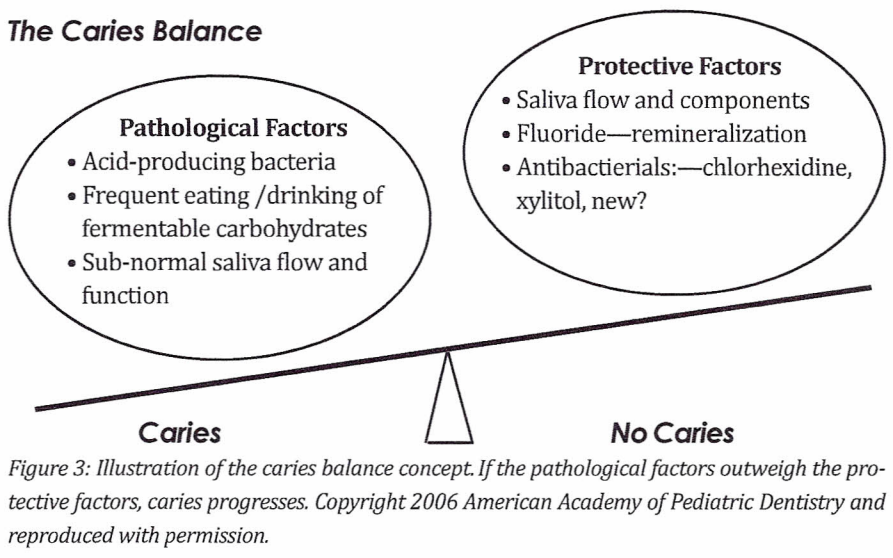 The Caries Balance
Pathological Factors
• Acid-producing bacteria
• Frequent eating /drinking of
fermentable carbohydrates
• Sub-normal saliva flow and
function
Protective Factors
• Saliva flow and components
• Fluoride—remineralization
• Antibactierials:—chlorhexidine,
xylitol, new?
Caries
No Caries
Figure 3: Illustration of the caries balance concept. If the pathological factors outweigh the pro-
tective factors, caries progresses. Copyright 2006 American Academy of Pediatric Dentistry and
reproduced with permission.